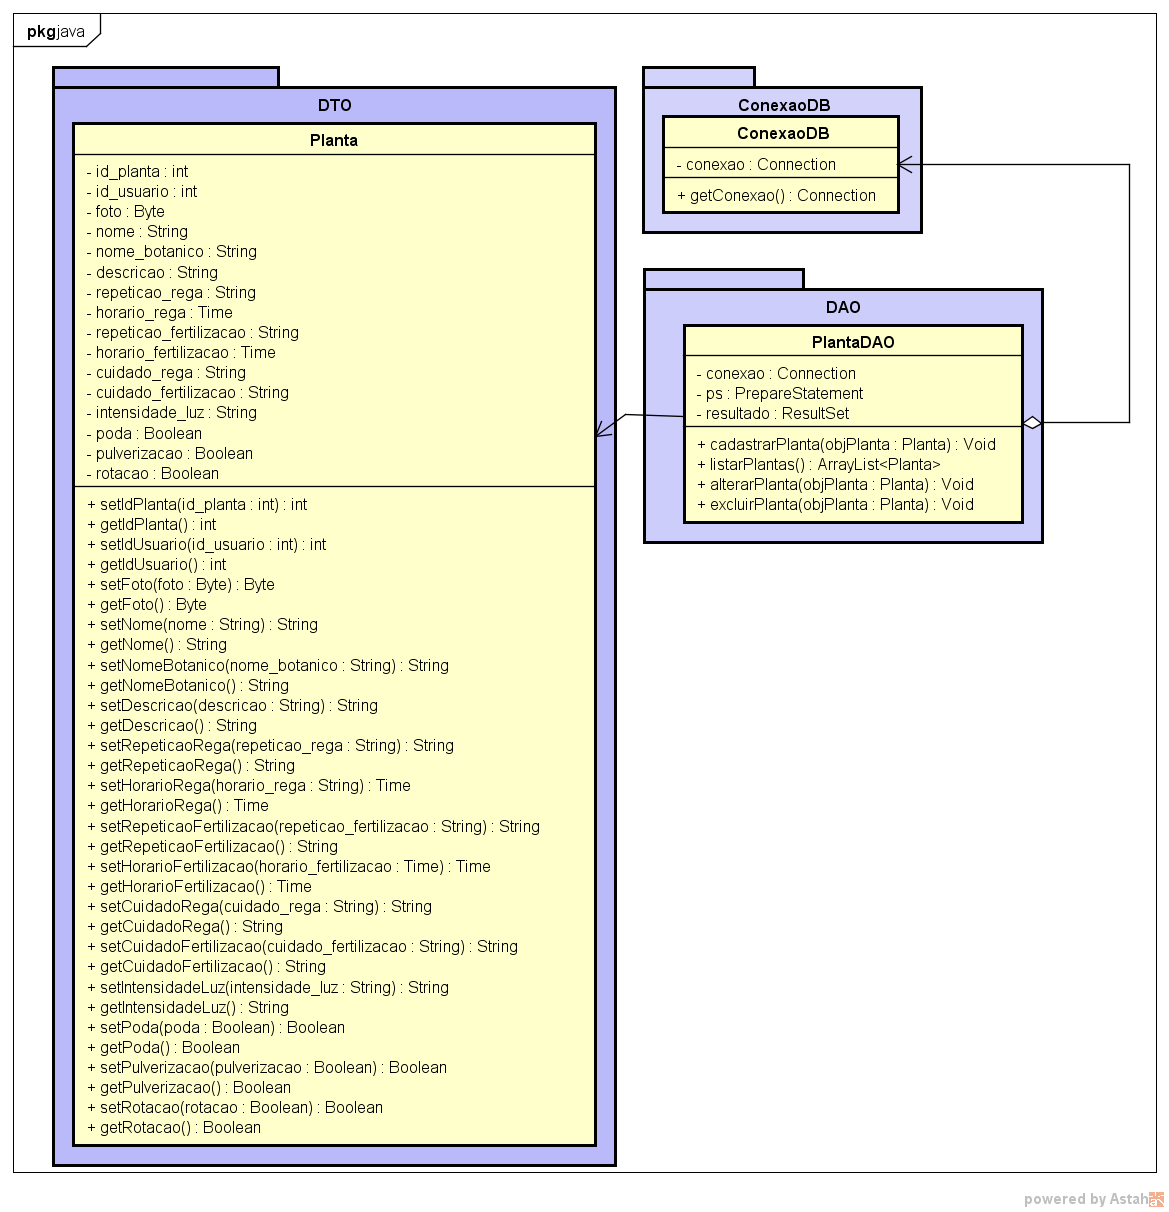 pkg java
DTO
Planta
- id_planta : int
- id_usuario : int
- foto : Byte
- nome : String
- nome_botanico : String
- descricao : String
- repeticao_rega : String
- horario_rega : Time
- repeticao_fertilizacao : String
- horario_fertilizacao : Time
- cuidado_rega : String
- cuidado_fertilizacao : String
- intensidade_luz : String
- poda : Boolean
- pulverizacao : Boolean
- rotacao : Boolean
+ setIdPlanta(id_planta : int) : int
+ getIdPlanta() : int
+ setIdUsuario(id_usuario : int) : int
+ getIdUsuario() : int
+ setFoto(foto : Byte) : Byte
+ getFoto() : Byte
+ setNome(nome : String) : String
+ getNome() : String
+ setNomeBotanico(nome_botanico : String) : String
+ getNomeBotanico() : String
+ setDescricao(descricao : String) : String
+ getDescricao() : String
+ setRepeticaoRega(repeticao_rega : String) : String
+ getRepeticaoRega() : String
+ setHorarioRega(horario_rega : String) : Time
+ getHorarioRega() : Time
+ setRepeticaoFertilizacao(repeticao_fertilizacao : String) : String
+ getRepeticaoFertilizacao() : String
+ setHorarioFertilizacao(horario_fertilizacao : Time) : Time
+ getHorarioFertilizacao() : Time
+ setCuidadoRega(cuidado_rega : String) : String
+ getCuidadoRega() : String
+ setCuidadoFertilizacao(cuidado_fertilizacao : String) : String
+ getCuidadoFertilizacao() : String
+ setIntensidadeLuz(intensidade_luz : String) : String
+ getIntensidadeLuz() : String
+ setPoda(poda : Boolean) : Boolean
+ getPoda() : Boolean
+ setPulverizacao(pulverizacao : Boolean) : Boolean
+ getPulverizacao() : Boolean
+ setRotacao(rotacao : Boolean) : Boolean
+ getRotacao() : Boolean
ConexaoDB
ConexaoDB
- conexao : Connection
+ getConexao() : Connection
DAO
PlantaDAO
- conexao : Connection
- ps : PrepareStatement
- resultado : ResultSet
+ cadastrarPlanta(objPlanta : Planta) : Void
+ listarPlantas() : ArrayList<Planta>
+ alterarPlanta(objPlanta : Planta) : Void
+ excluirPlanta(objPlanta : Planta) : Void
powered by Astah